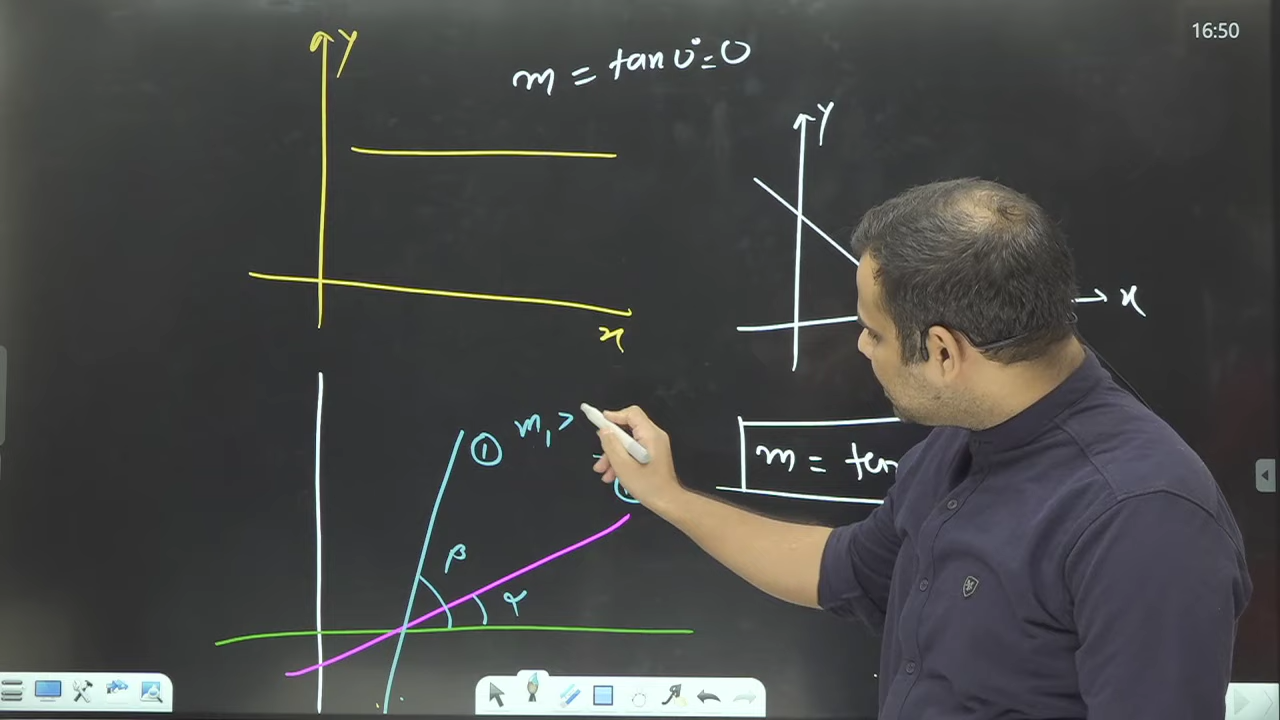 16:50
y
m = tan 0° = 0
y
x
x
① m₁ >
m = tan
β
α